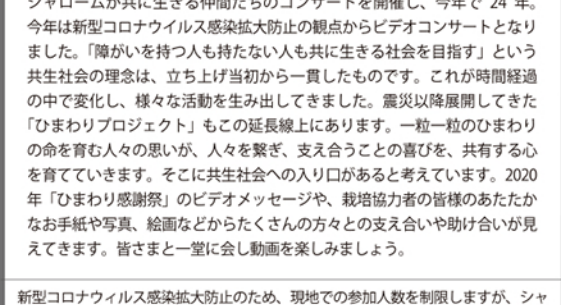 シャロームが共に生きる仲間たちのコンサートを開催し、今年で 24 年。
今年は新型コロナウイルス感染拡大防止の観点からビデオコンサートとなり
ました。「障がいを持つ人も持たない人も共に生きる社会を目指す」という
共生社会の理念は、立ち上げ当初から一貫したものです。これが時間経過
の中で変化し、様々な活動を生み出してきました。震災以降展開してきた
「ひまわりプロジェクト」もこの延長線上にあります。一粒一粒のひまわり
の命を育む人々の思いが、人々を繋ぎ、支え合うことの喜びを、共有する心
を育てていきます。そこに共生社会への入り口があると考えています。2020
年「ひまわり感謝祭」のビデオメッセージや、栽培協力者の皆様のあたたか
なお手紙や写真、絵画などからたくさんの方々との支え合いや助け合いが見
えてきます。皆さまと一堂に会し動画を楽しみましょう。
新型コロナウィルス感染拡大防止のため、現地での参加人数を制限しますが、シャ